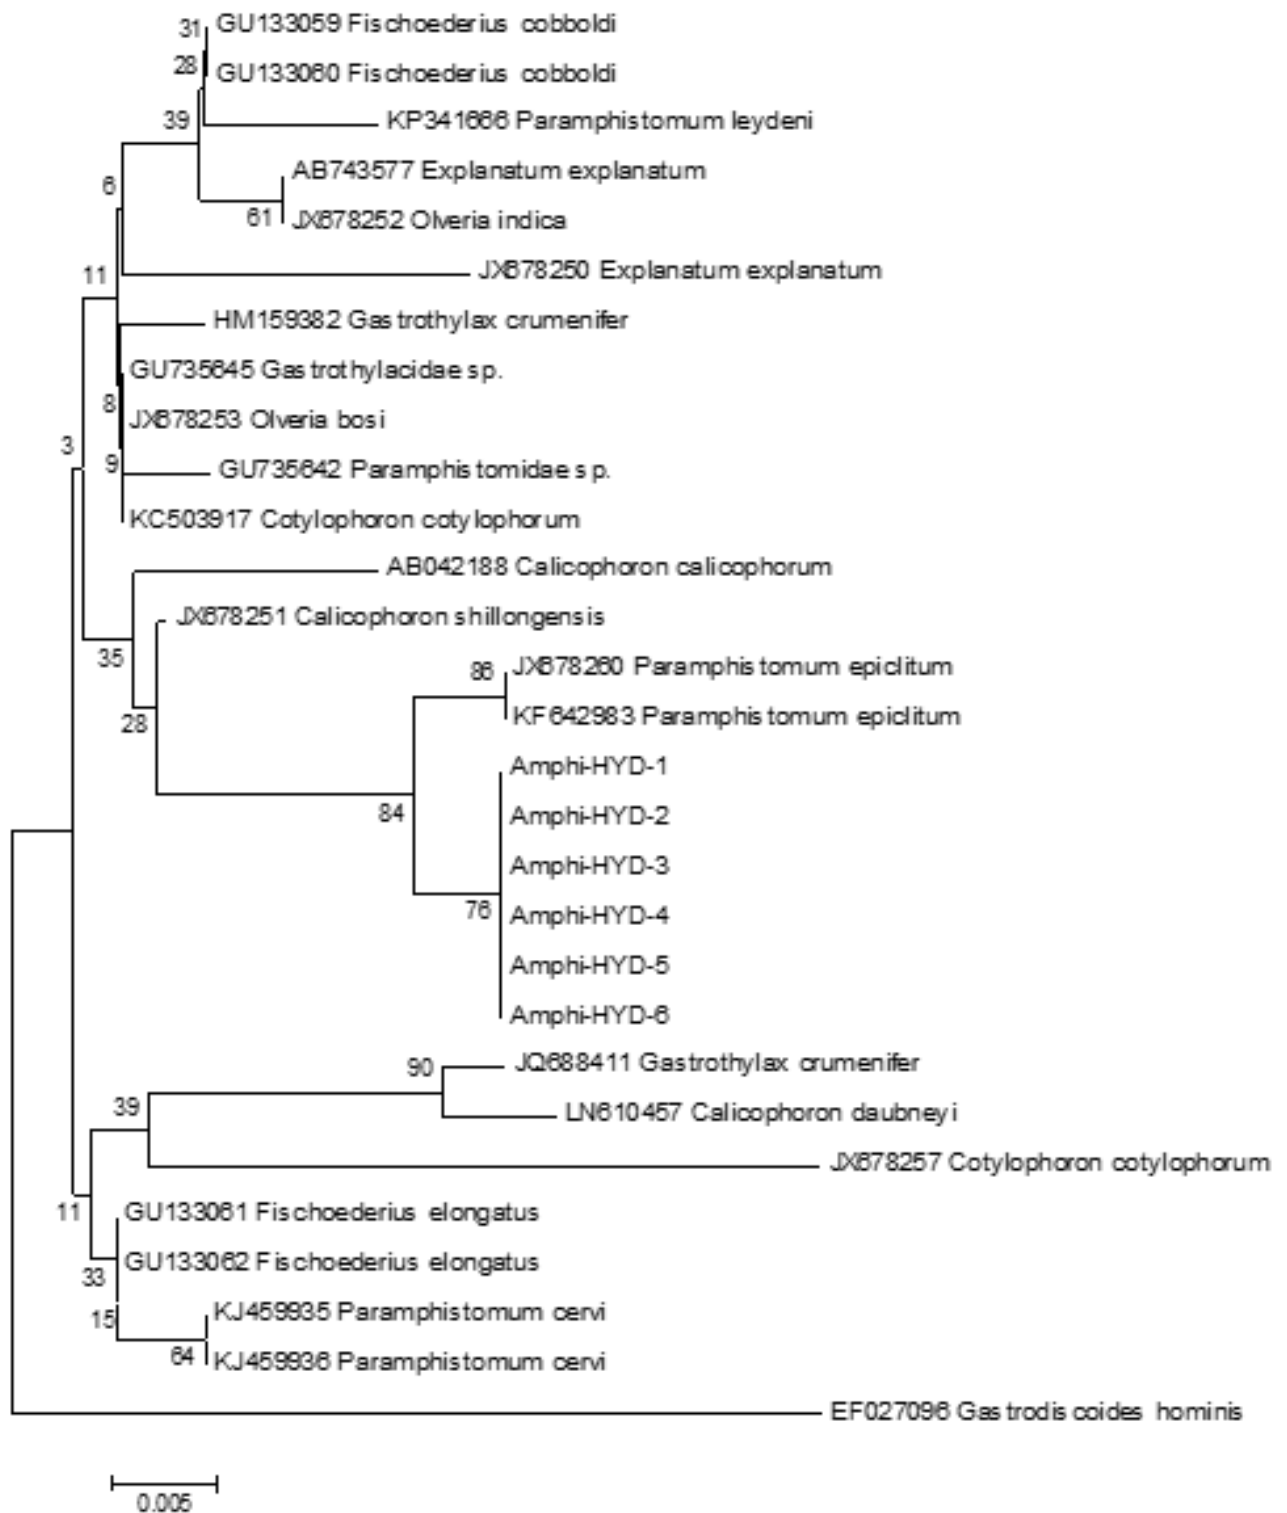 31
GU133059 Fischoederius cobboldi
28
GU133060 Fischoederius cobboldi
39
KP341666 Paramphistomum leydeni
AB743577 Explanatum explanatum
6
61
JX678252 Olveria indica
11
JX678250 Explanatum explanatum
HM159382 Gastrothylax crumenifer
GU735645 Gastrothylacidae sp.
8
JX678253 Olveria bosi
3
9
GU735642 Paramphistomidae sp.
KC503917 Cotylophoron cotylophorum
AB042188 Calicophoron calicophorum
JX678251 Calicophoron shillongensis
35
86
JX678260 Paramphistomum epiclitum
28
KF642983 Paramphistomum epiclitum
Amphi-HYD-1
84
Amphi-HYD-2
Amphi-HYD-3
76
Amphi-HYD-4
Amphi-HYD-5
Amphi-HYD-6
90
JQ688411 Gastrothylax crumenifer
39
LN610457 Calicophoron daubneyi
JX678257 Cotylophoron cotylophorum
11
GU133061 Fischoederius elongatus
GU133062 Fischoederius elongatus
33
15
KJ459935 Paramphistomum cervi
64
KJ459936 Paramphistomum cervi
EF027096 Gastrodiscoides hominis
0.005